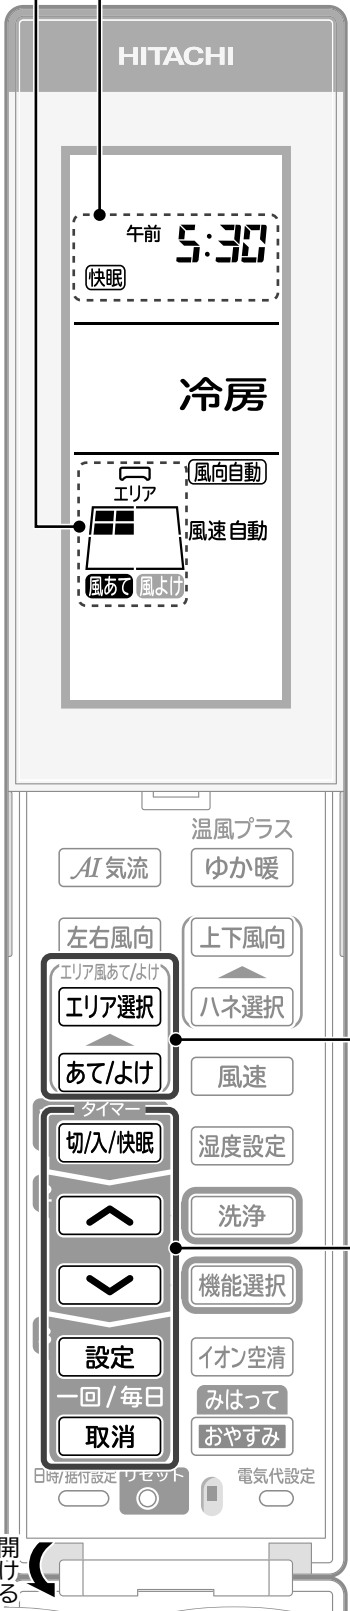 HITACHI
午前 5:30
快眠
冷房
エリア
風向自動
風速自動
風あて 風よけ
温風プラス
AI 気流 ゆか暖
左右風向 上下風向
エリア風あて/よけ
エリア選択 ハネ選択
あて/よけ 風速
タイマー
切/入/快眠 湿度設定
洗浄
機能選択
設定 イオン空清
一回/毎日 みはって
取消 おやすみ
日時/据付設定 リセット 電気代設定
開ける